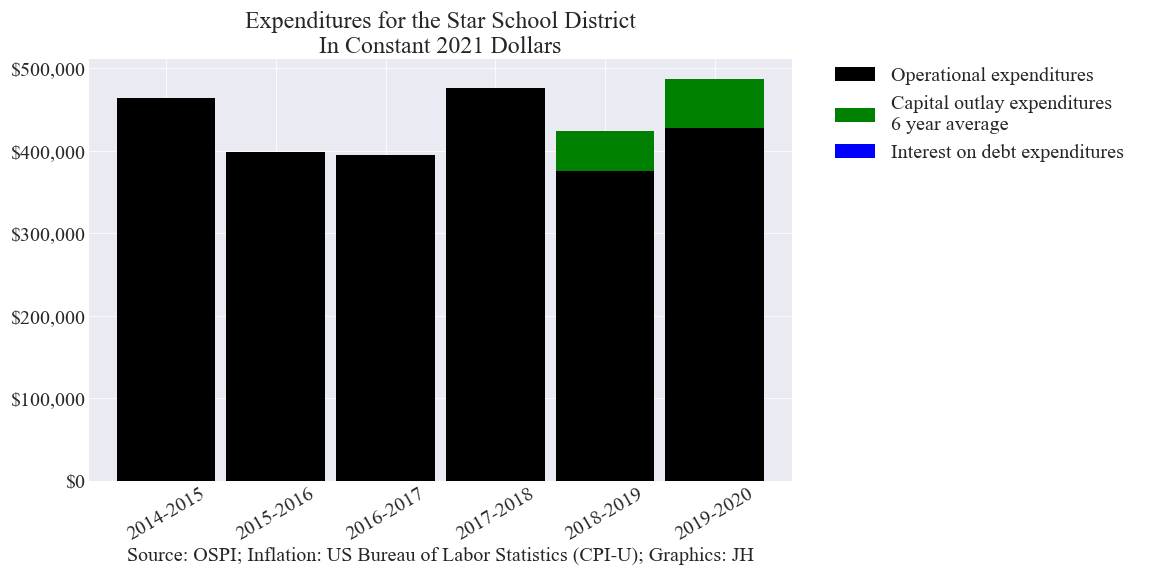 Expenditures for the Star School District
In Constant 2021 Dollars
$500,000
$400,000
$300,000
$200,000
$100,000
$0
2014-2015
2015-2016
2016-2017
2017-2018
2018-2019
2019-2020
Source: OSPI; Inflation: US Bureau of Labor Statistics (CPI-U); Graphics: JH
Operational expenditures
Capital outlay expenditures
6 year average
Interest on debt expenditures